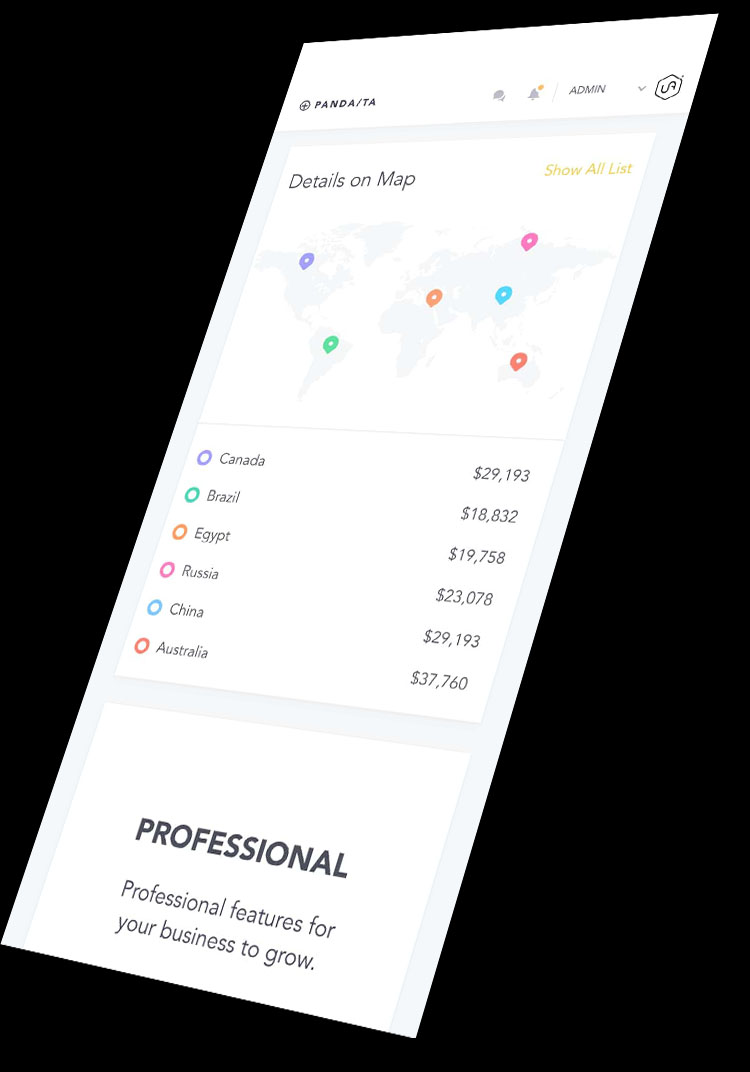 PANDA/TA
ADMIN
Details on Map
Show All List
Canada $29,193
Brazil $18,832
Egypt $19,758
Russia $23,078
China $29,193
Australia $37,760
PROFESSIONAL
Professional features for
your business to grow.